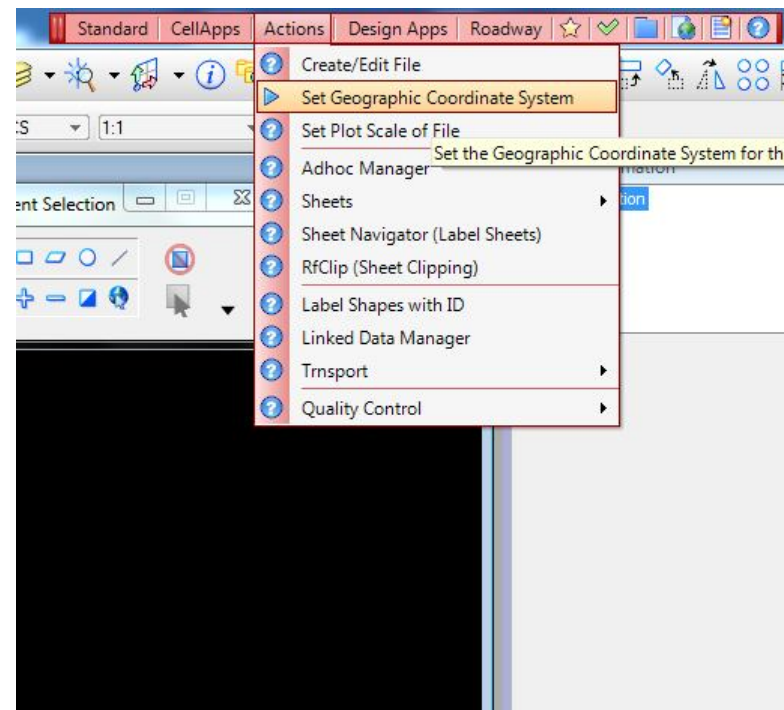 Standard CellApps Actions Design Apps Roadway
Create/Edit File
Set Geographic Coordinate System
:S 1:1
Set Plot Scale of File
Set the Geographic Coordinate System for th
Adhoc Manager
ent Selection
Sheets
tion
Sheet Navigator (Label Sheets)
RfClip (Sheet Clipping)
Label Shapes with ID
Linked Data Manager
Trnsport
Quality Control